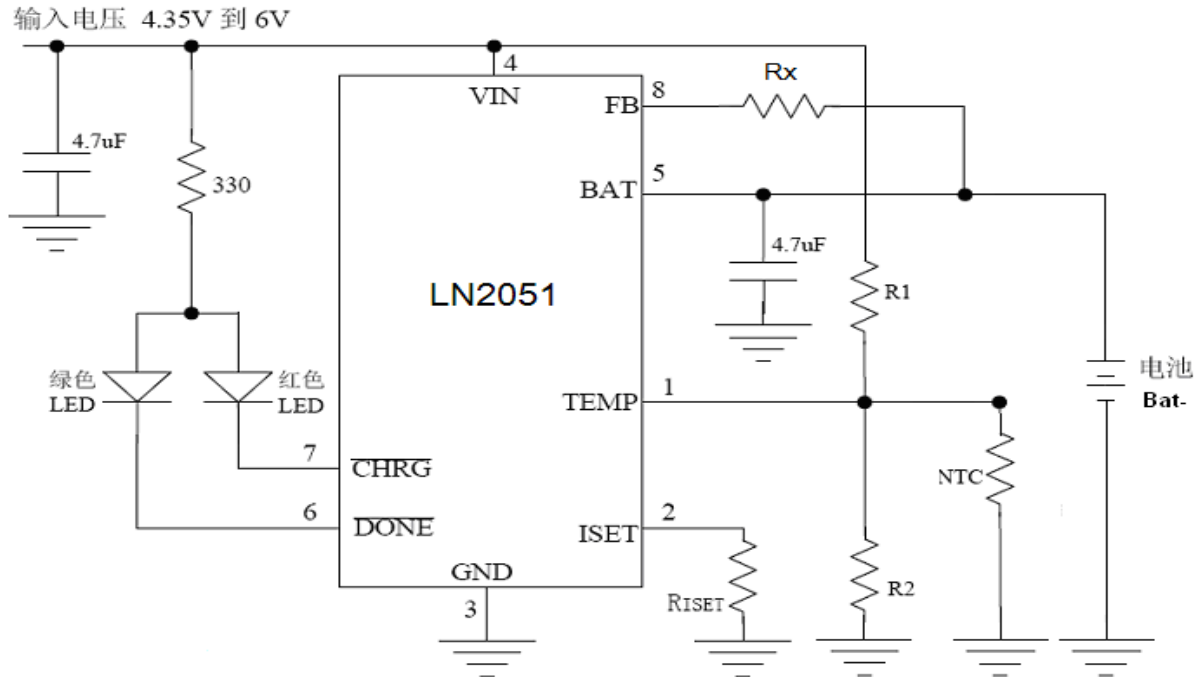 输入电压 4.35V 到 6V
4
VIN
Rx
8
FB
4.7uF
330
5
BAT
4.7uF
LN2051
R1
绿色
LED
红色
LED
电池
Bat-
TEMP
1
7
CHRG
NTC
6
DONE
2
ISET
GND
3
RISET
R2